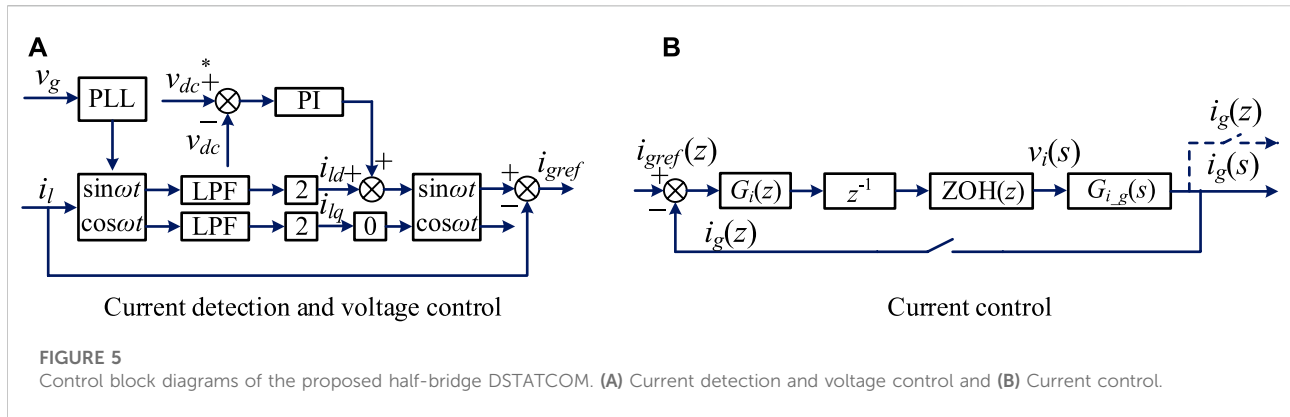 A
B
v_g
PLL
v_dc*
+
−
v_dc
PI
i_l
sinωt
cosωt
LPF
2
i_ld
+
+
LPF
2
i_lq
0
sinωt
cosωt
+
−
i_gref
Current detection and voltage control
i_gref(z)
+
−
G_i(z)
z⁻¹
ZOH(z)
v_i(s)
G_i_g(s)
i_g(z)
i_g(s)
i_g(z)
Current control
FIGURE 5
Control block diagrams of the proposed half-bridge DSTATCOM. (A) Current detection and voltage control and (B) Current control.